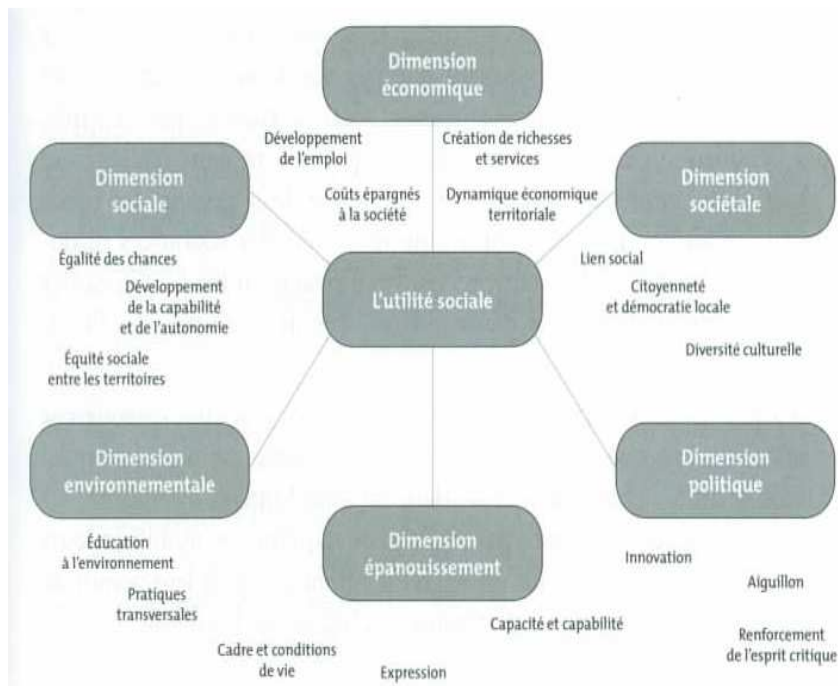 Dimension
économique
Développement
de l'emploi
Création de richesses
et services
Coûts épargnés
à la société
Dynamique économique
territoriale
Dimension
sociale
Dimension
sociétale
Égalité des chances
Développement
de la capabilité
et de l'autonomie
Équité sociale
entre les territoires
L'utilité sociale
Lien social
Citoyenneté
et démocratie locale
Diversité culturelle
Dimension
environnementale
Dimension
politique
Éducation
à l'environnement
Pratiques
transversales
Cadre et conditions
de vie
Dimension
épanouissement
Capacité et capabilité
Expression
Innovation
Aiguillon
Renforcement
de l'esprit critique